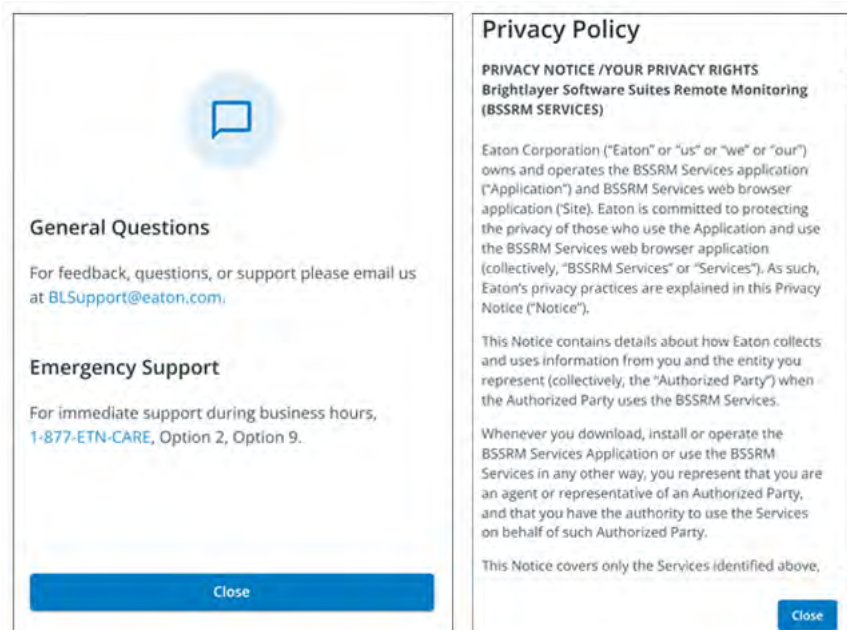 General Questions
For feedback, questions, or support please email us
at BLSupport@eaton.com.
Emergency Support
For immediate support during business hours,
1-877-ETN-CARE, Option 2, Option 9.
Close
Privacy Policy
PRIVACY NOTICE /YOUR PRIVACY RIGHTS
Brightlayer Software Suites Remote Monitoring
(BSSRM SERVICES)
Eaton Corporation (“Eaton” or “us” or “we” or “our”)
owns and operates the BSSRM Services application
(“Application”) and BSSRM Services web browser
application (‘Site). Eaton is committed to protecting
the privacy of those who use the Application and use
the BSSRM Services web browser application
(collectively, “BSSRM Services” or “Services”). As such,
Eaton’s privacy practices are explained in this Privacy
Notice (“Notice”).
This Notice contains details about how Eaton collects
and uses information from you and the entity you
represent (collectively, the “Authorized Party”) when
the Authorized Party uses the BSSRM Services.
Whenever you download, install or operate the
BSSRM Services Application or use the BSSRM
Services in any other way, you represent that you are
an agent or representative of an Authorized Party,
and that you have the authority to use the Services
on behalf of such Authorized Party.
This Notice covers only the Services identified above,
Close